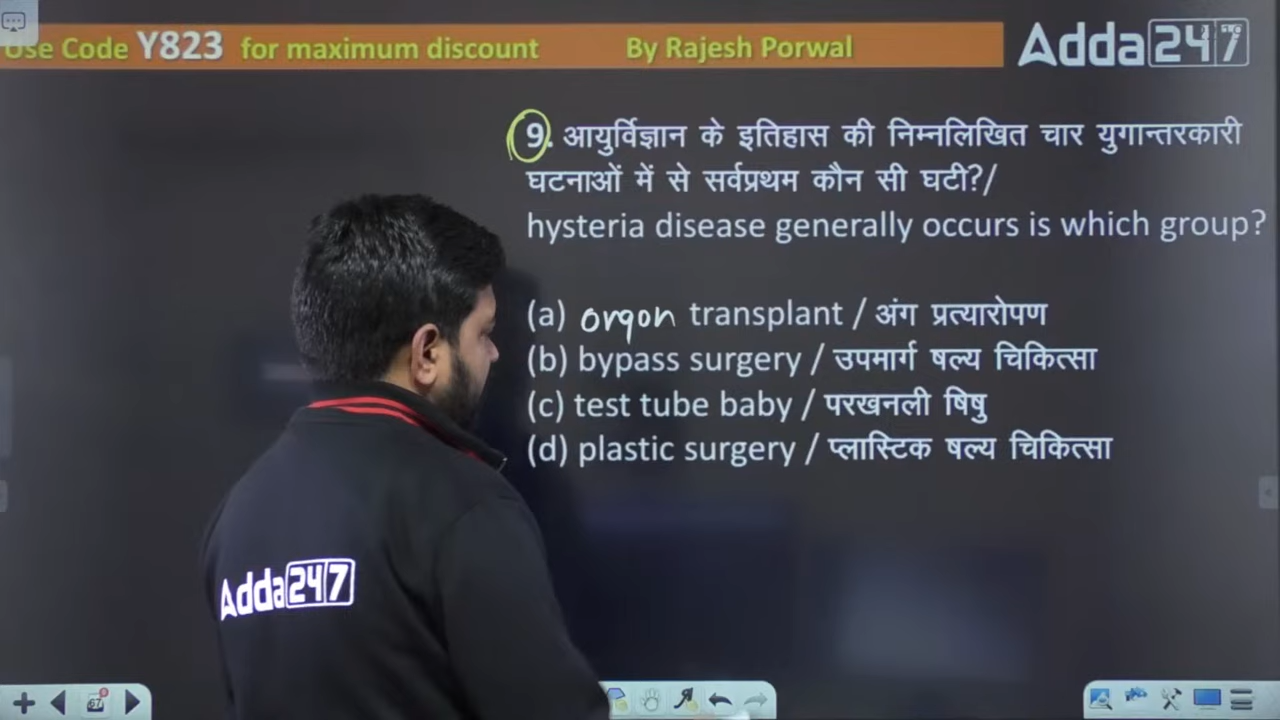 Use Code Y823 for maximum discount By Rajesh Porwal
Adda247
9. आयुर्विज्ञान के इतिहास की निम्नलिखित चार युगान्तरकारी
घटनाओं में से सर्वप्रथम कौन सी घटी?/
hysteria disease generally occurs is which group?
(a) orgon transplant / अंग प्रत्यारोपण
(b) bypass surgery / उपमार्ग षल्य चिकित्सा
(c) test tube baby / परखनली षिषु
(d) plastic surgery / प्लास्टिक षल्य चिकित्सा
Adda247